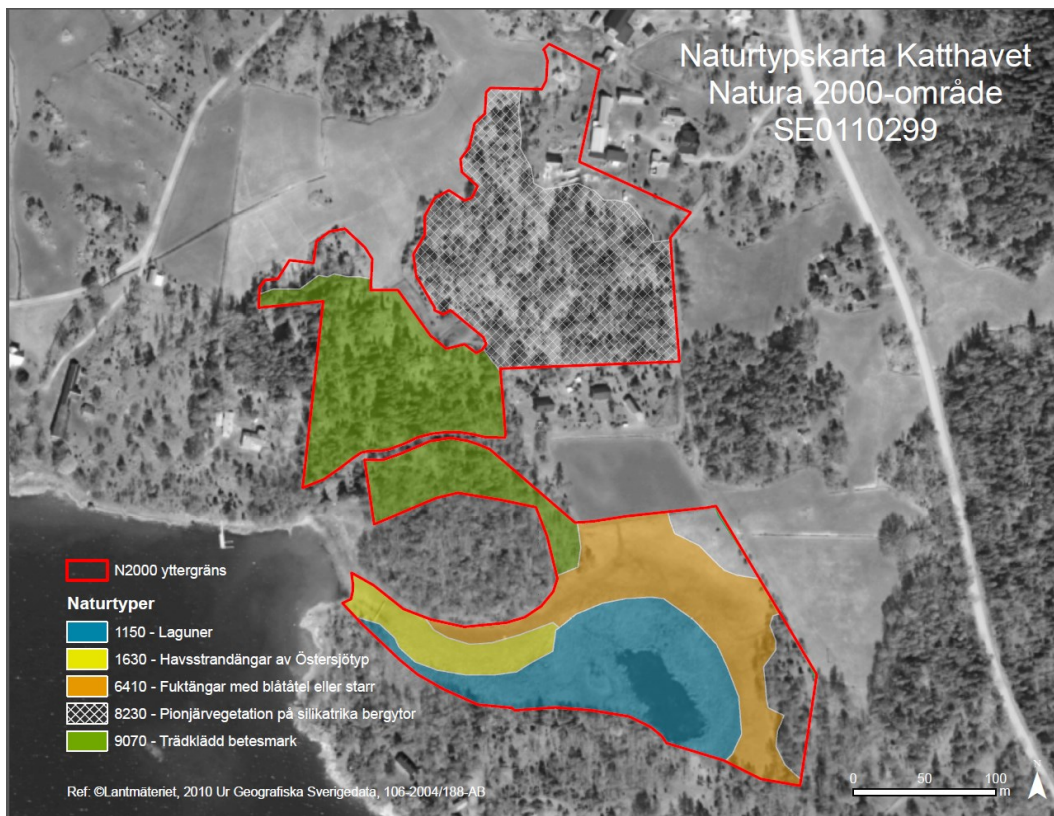 Naturtypskarta Katthavet
Natura 2000-område
SE0110299
N2000 yttergräns
Naturtyper
1150 - Laguner
1630 - Havsstrandängar av Östersjötyp
6410 - Fuktängar med blåtåtel eller starr
8230 - Pionjärvegetation på silikatrika bergytor
9070 - Trädklädd betesmark
Ref: ©Lantmäteriet, 2010 Ur Geografiska Sverigedata, 106-2004/188-AB
N
0 50 100
m